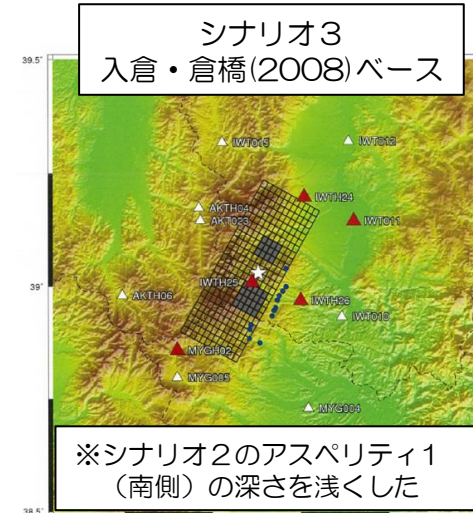 シナリオ３
入倉・倉橋(2008)ベース
39.5˚
IWT015
IWT012
IWTH24
AKTH04
AKT023
IWT011
IWTH25
39˚
AKTH06
IWTH26
IWT010
MYGH02
MYG005
MYG004
※シナリオ２のアスペリティ１
（南側）の深さを浅くした
38.5˚